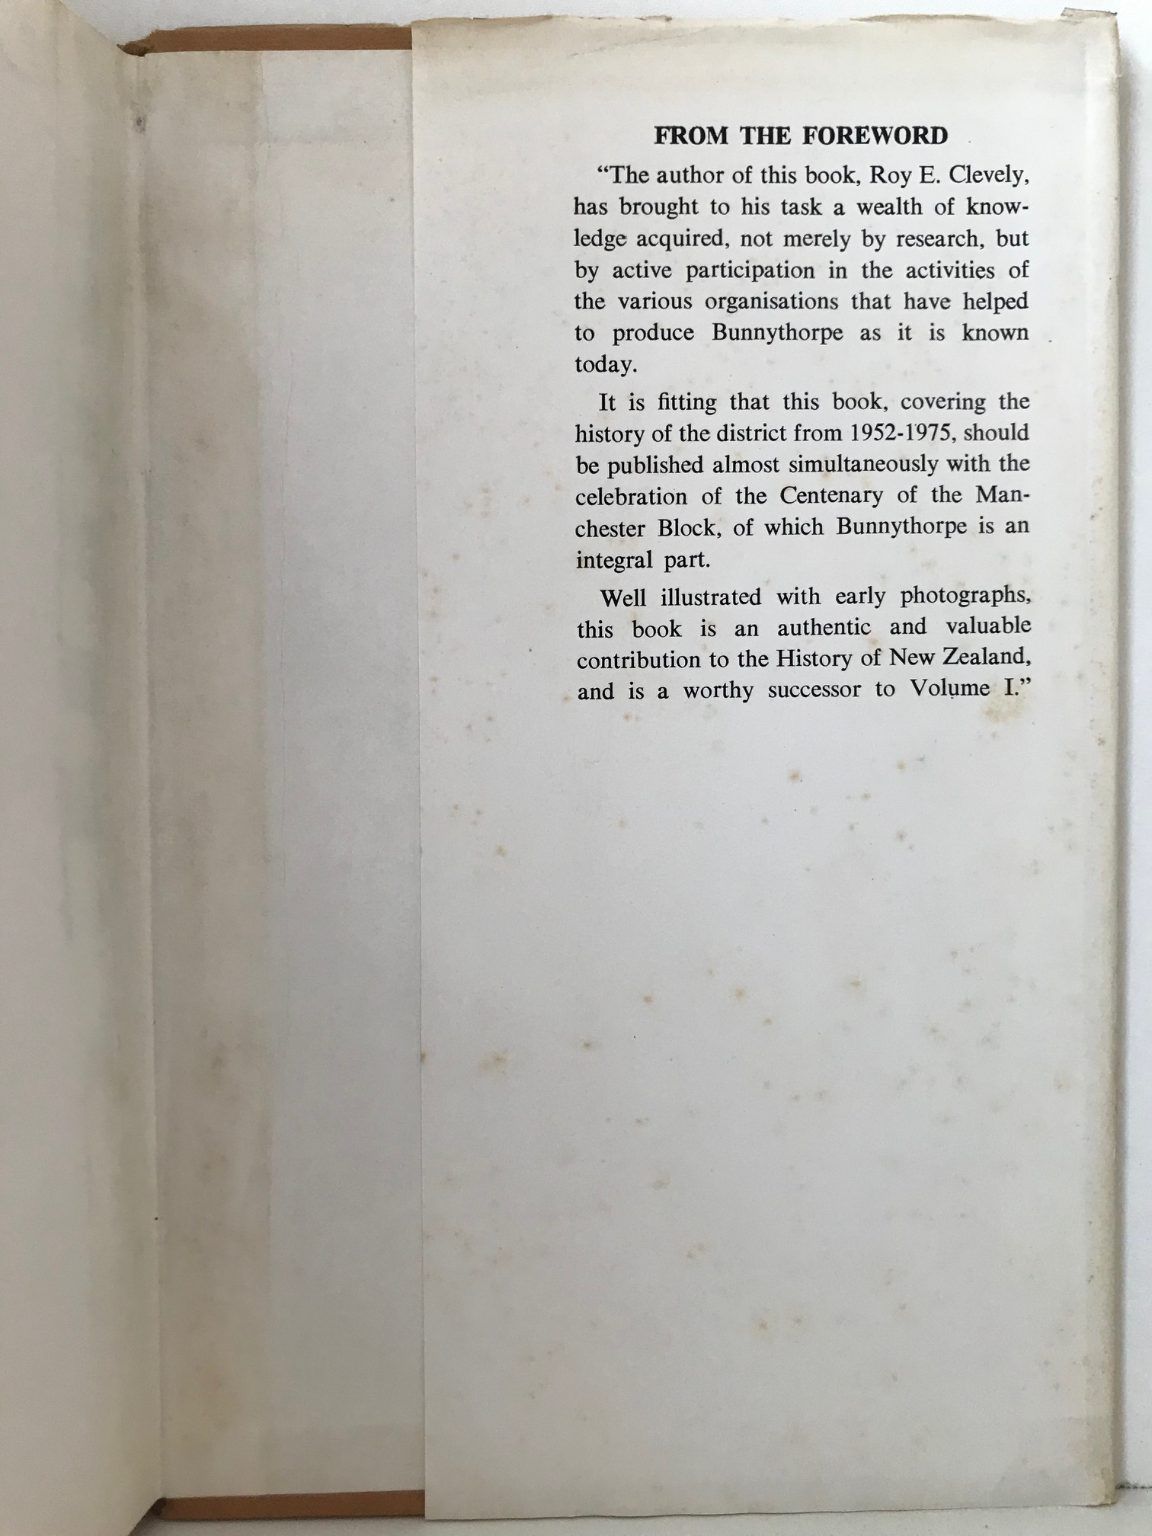 FROM THE FOREWORD
“The author of this book, Roy E. Clevely,
has brought to his task a wealth of know-
ledge acquired, not merely by research, but
by active participation in the activities of
the various organisations that have helped
to produce Bunnythorpe as it is known
today.
It is fitting that this book, covering the
history of the district from 1952-1975, should
be published almost simultaneously with the
celebration of the Centenary of the Man-
chester Block, of which Bunnythorpe is an
integral part.
Well illustrated with early photographs,
this book is an authentic and valuable
contribution to the History of New Zealand,
and is a worthy successor to Volume I.”